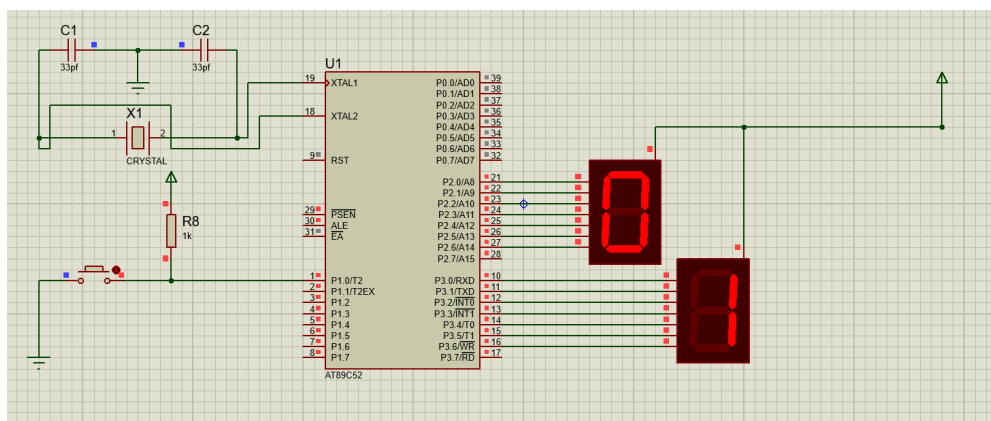 C1
33pf
C2
33pf
X1
1
2
CRYSTAL
R8
1k
U1
19
XTAL1
18
XTAL2
9
RST
29
PSEN
30
ALE
31
EA
1
P1.0/T2
2
P1.1/T2EX
3
P1.2
4
P1.3
5
P1.4
6
P1.5
7
P1.6
8
P1.7
P0.0/AD0
39
P0.1/AD1
38
P0.2/AD2
37
P0.3/AD3
36
P0.4/AD4
35
P0.5/AD5
34
P0.6/AD6
33
P0.7/AD7
32
P2.0/A8
21
P2.1/A9
22
P2.2/A10
23
P2.3/A11
24
P2.4/A12
25
P2.5/A13
26
P2.6/A14
27
P2.7/A15
28
P3.0/RXD
10
P3.1/TXD
11
P3.2/INT0
12
P3.3/INT1
13
P3.4/T0
14
P3.5/T1
15
P3.6/WR
16
P3.7/RD
17
AT89C52
0
1